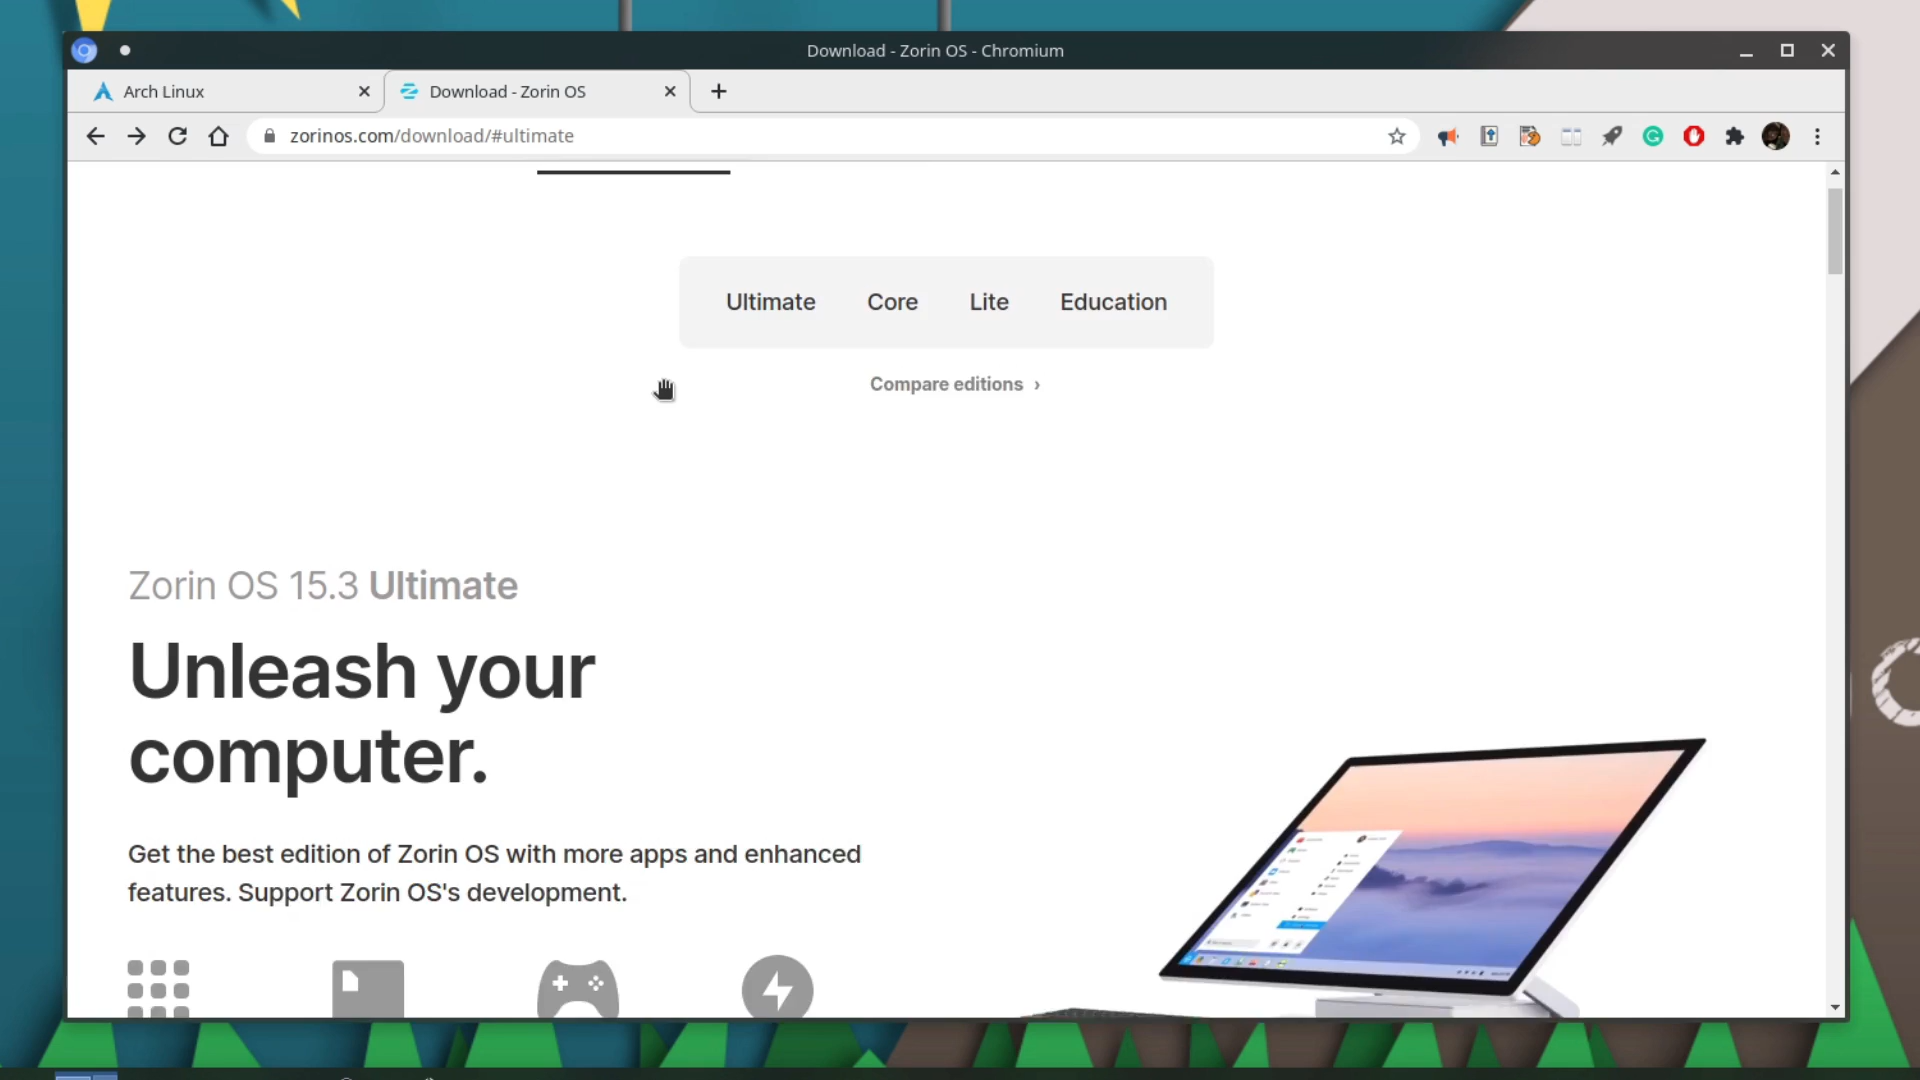 Download - Zorin OS - Chromium
Arch Linux
Download - Zorin OS
zorinos.com/download/#ultimate
Ultimate Core Lite Education
Compare editions ›
Zorin OS 15.3 Ultimate
Unleash your
computer.
Get the best edition of Zorin OS with more apps and enhanced
features. Support Zorin OS's development.